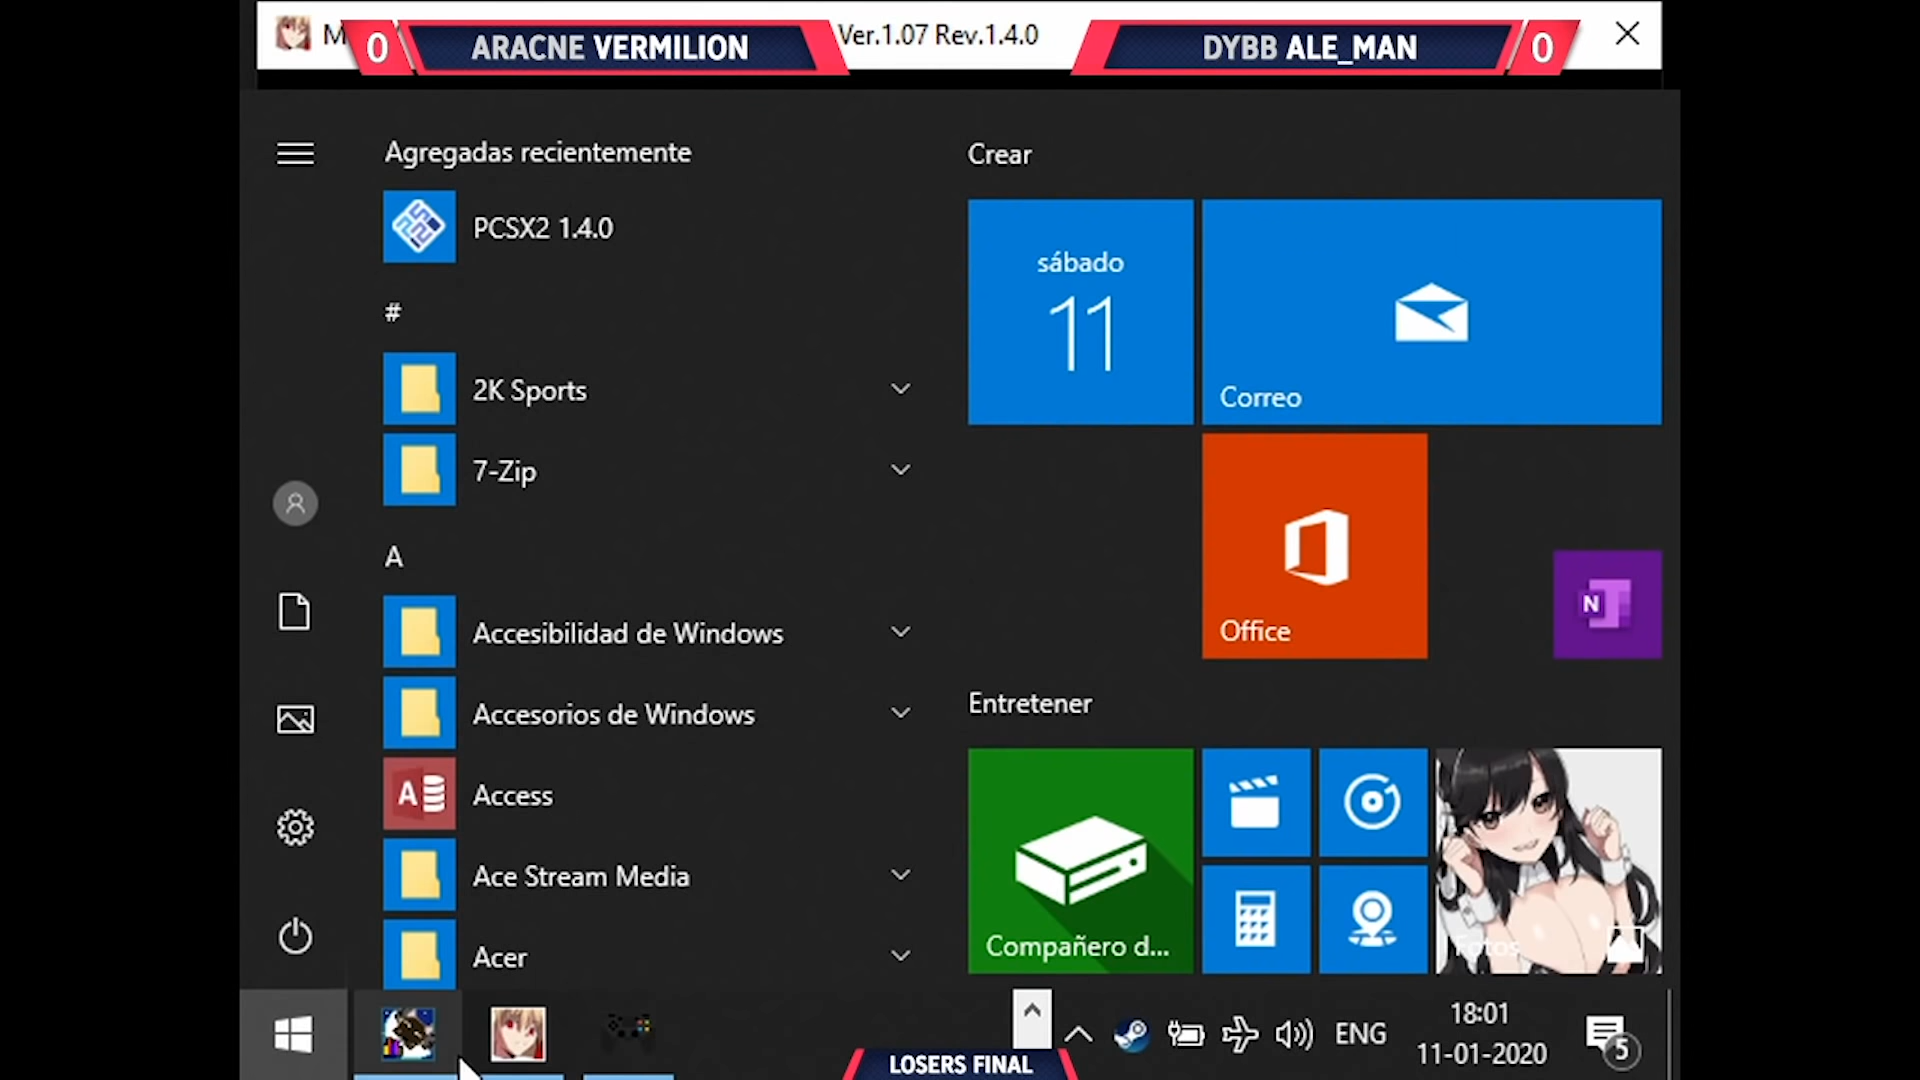 M
Ver.1.07 Rev.1.4.0
0
ARACNE VERMILION
DYBB ALE_MAN
0
Agregadas recientemente
PCSX2 1.4.0
#
2K Sports
7-Zip
A
Accesibilidad de Windows
Accesorios de Windows
A
Access
Ace Stream Media
Acer
Crear
sábado
11
Correo
Office
N
Entretener
Compañero d...
Fotos
ENG
18:01
11-01-2020
5
LOSERS FINAL